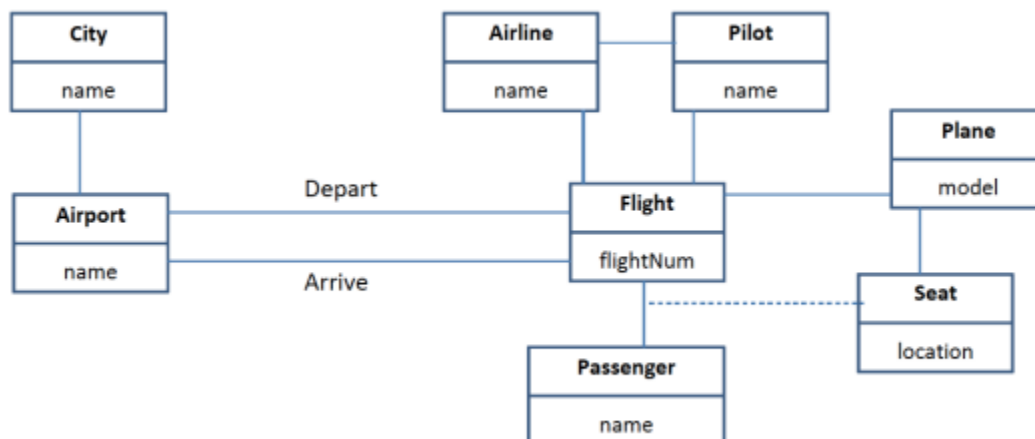 City
name
Airline
name
Pilot
name
Plane
model
Depart
Airport
name
Arrive
Flight
flightNum
Seat
location
Passenger
name